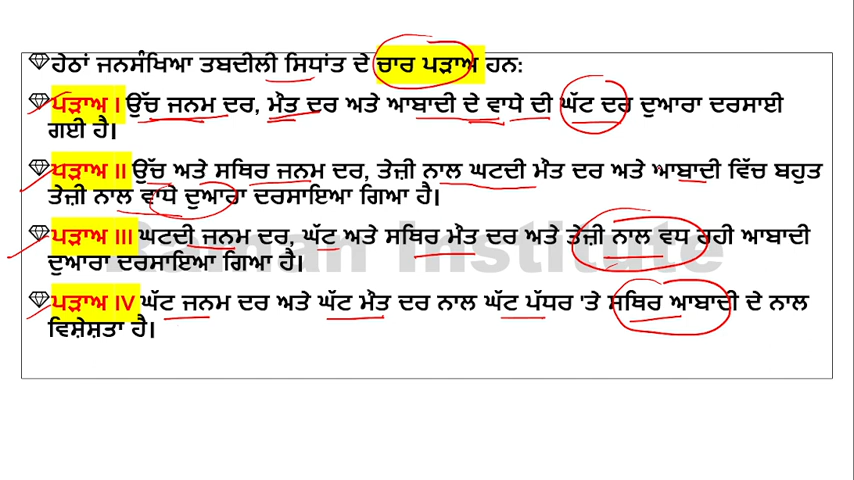 ਹੇਠਾਂ ਜਨਸੰਖਿਆ ਤਬਦੀਲੀ ਸਿਧਾਂਤ ਦੇ ਚਾਰ ਪੜਾਅ ਹਨ:
ਪੜਾਅ I ਉੱਚ ਜਨਮ ਦਰ, ਮੌਤ ਦਰ ਅਤੇ ਆਬਾਦੀ ਦੇ ਵਾਧੇ ਦੀ ਘੱਟ ਦਰ ਦੁਆਰਾ ਦਰਸਾਈ
ਗਈ ਹੈ।
ਪੜਾਅ II ਉੱਚ ਅਤੇ ਸਥਿਰ ਜਨਮ ਦਰ, ਤੇਜ਼ੀ ਨਾਲ ਘਟਦੀ ਮੌਤ ਦਰ ਅਤੇ ਆਬਾਦੀ ਵਿੱਚ ਬਹੁਤ
ਤੇਜ਼ੀ ਨਾਲ ਵਾਧੇ ਦੁਆਰਾ ਦਰਸਾਇਆ ਗਿਆ ਹੈ।
ਪੜਾਅ III ਘਟਦੀ ਜਨਮ ਦਰ, ਘੱਟ ਅਤੇ ਸਥਿਰ ਮੌਤ ਦਰ ਅਤੇ ਤੇਜ਼ੀ ਨਾਲ ਵਧ ਰਹੀ ਆਬਾਦੀ
ਦੁਆਰਾ ਦਰਸਾਇਆ ਗਿਆ ਹੈ।
ਪੜਾਅ IV ਘੱਟ ਜਨਮ ਦਰ ਅਤੇ ਘੱਟ ਮੌਤ ਦਰ ਨਾਲ ਘੱਟ ਪੱਧਰ 'ਤੇ ਸਥਿਰ ਆਬਾਦੀ ਦੇ ਨਾਲ
ਵਿਸ਼ੇਸ਼ਤਾ ਹੈ।
Institute